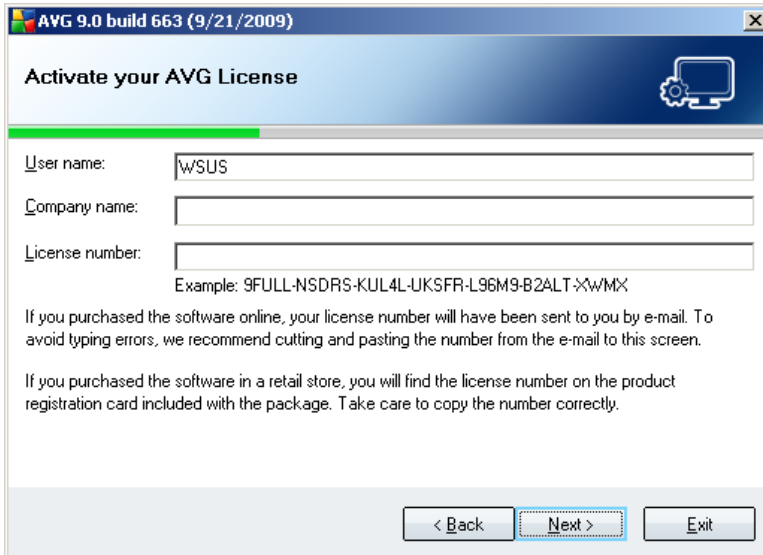 AVG 9.0 build 663 (9/21/2009)
Activate your AVG License
User name:
WSUS
Company name:
License number:
Example: 9FULL-NSDRS-KUL4L-UKSFR-L96M9-B2ALT-XWMX
If you purchased the software online, your license number will have been sent to you by e-mail. To
avoid typing errors, we recommend cutting and pasting the number from the e-mail to this screen.
If you purchased the software in a retail store, you will find the license number on the product
registration card included with the package. Take care to copy the number correctly.
< Back
Next >
Exit